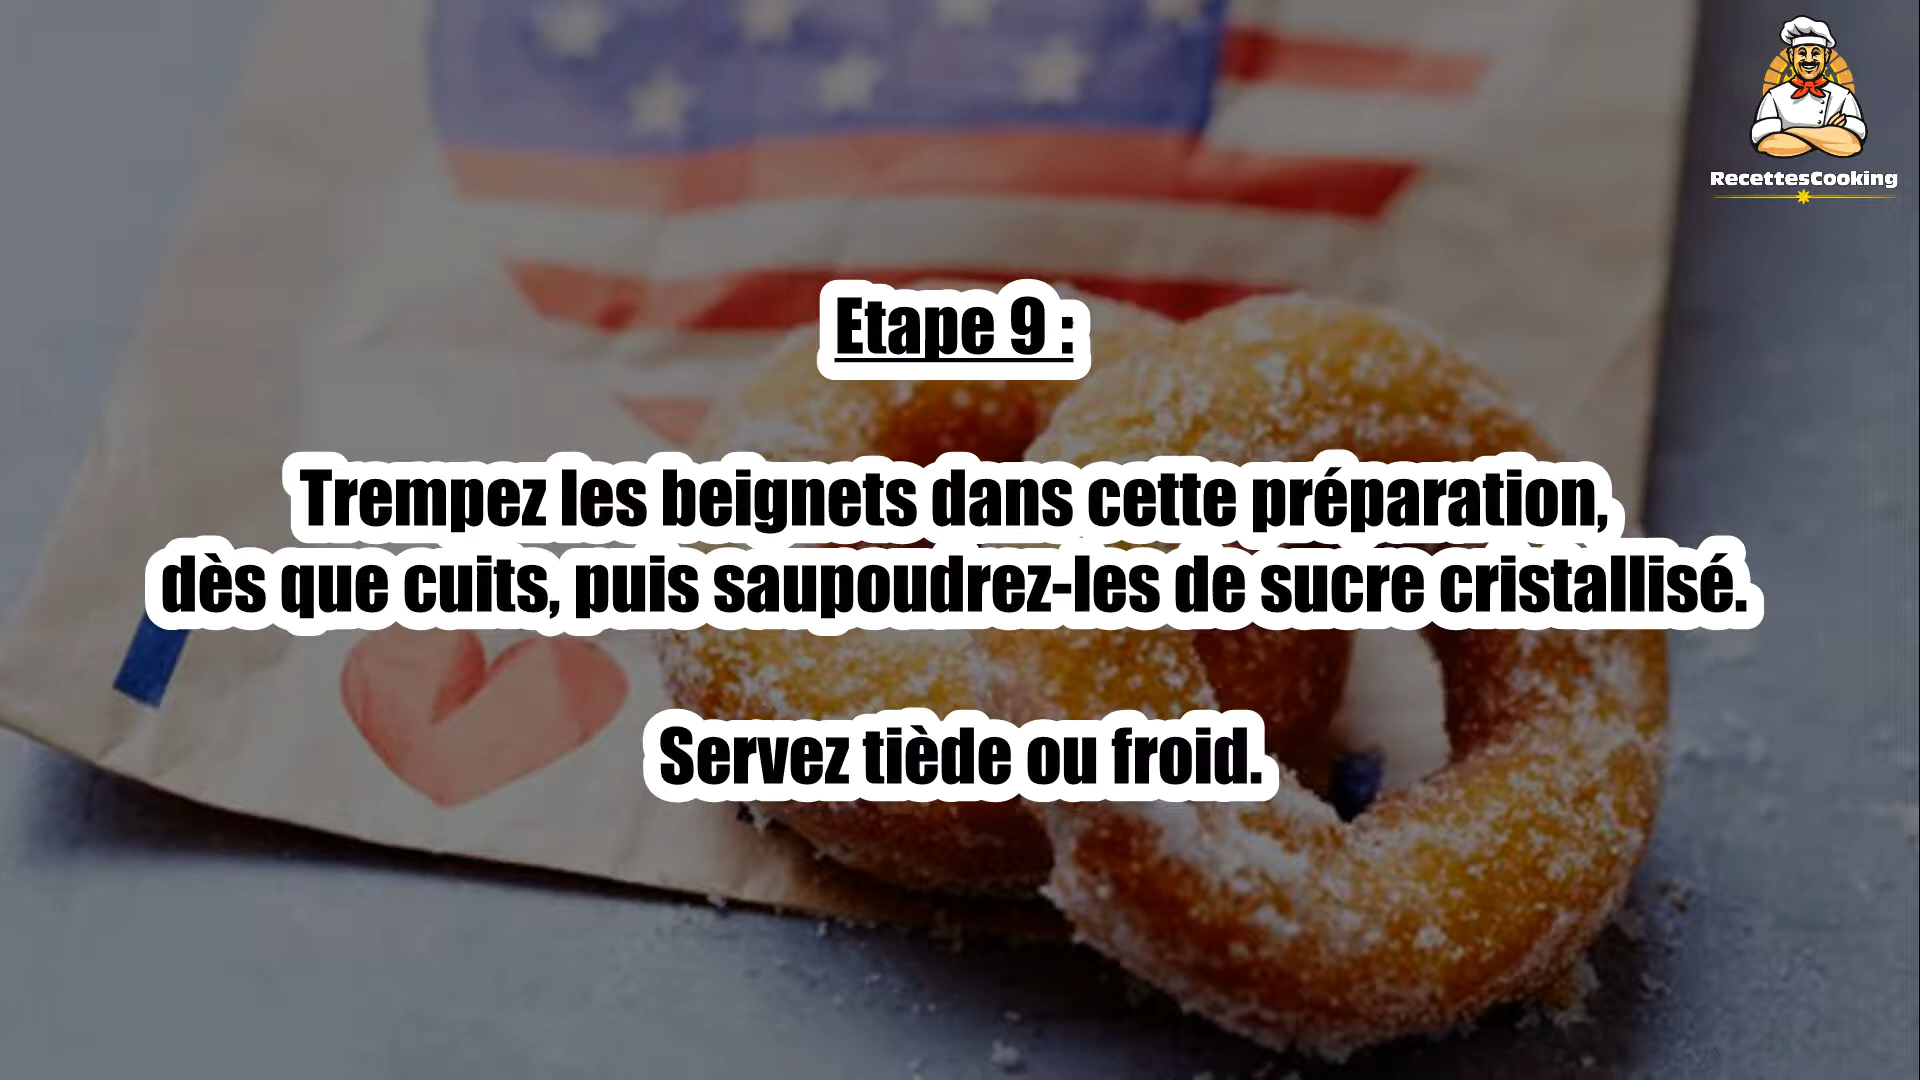 RecettesCooking
Etape 9 :
Trempez les beignets dans cette préparation,
dès que cuits, puis saupoudrez-les de sucre cristallisé.
Servez tiède ou froid.